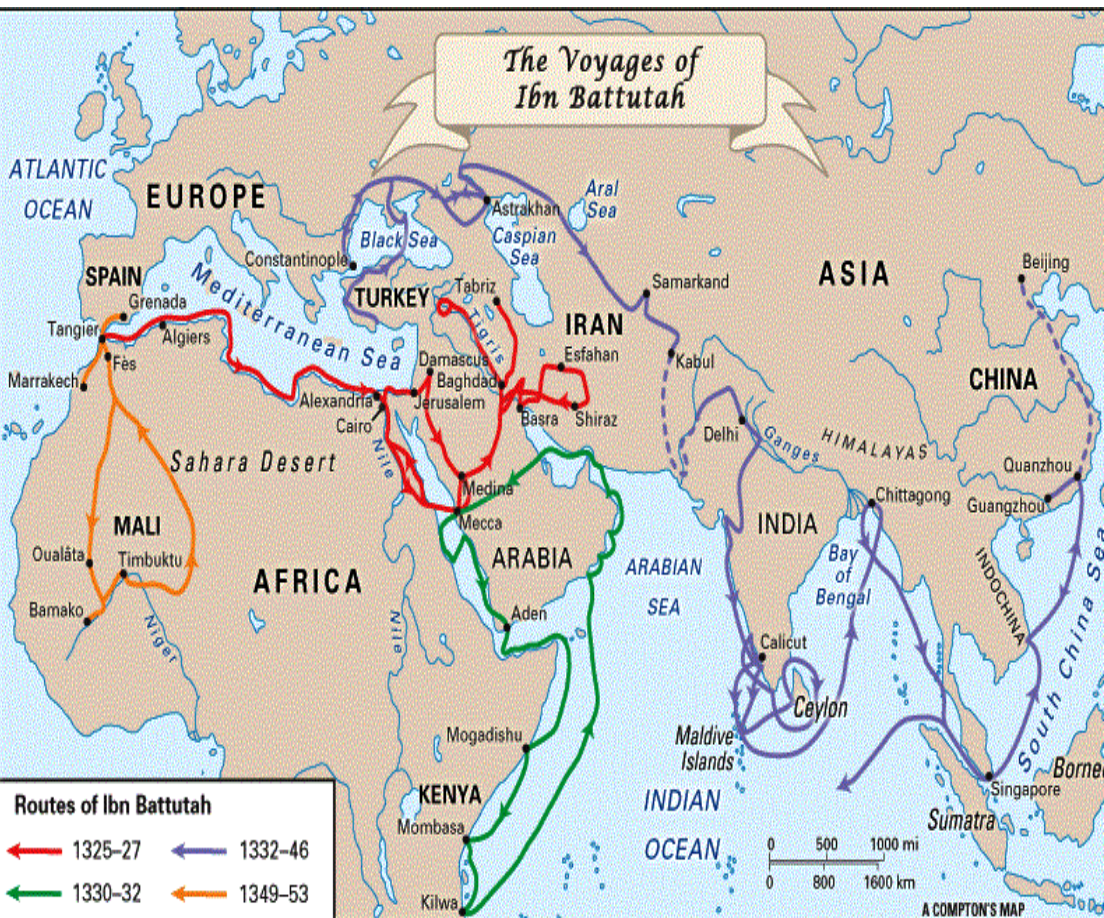 The Voyages of
Ibn Battutah
ATLANTIC
OCEAN
EUROPE
Aral
Sea
Astrakhan
Black Sea
Caspian
Sea
Constantinople
ASIA
Beijing
SPAIN
Grenada
Mediterranean Sea
TURKEY
Tabriz
Samarkand
Tangier
Algiers
Tigris
IRAN
Esfahan
Fès
Damascus
Kabul
CHINA
Marrakech
Baghdad
Alexandria
Jerusalem
Basra
Shiraz
Cairo
Delhi
Ganges
HIMALAYAS
Sahara Desert
Nile
Quanzhou
Medina
Chittagong
Guangzhou
Mecca
MALI
INDIA
Oualâta
Timbuktu
AFRICA
ARABIA
ARABIAN
SEA
Bay
of
Bengal
INDOCHINA
South China Sea
Bamako
Niger
Nile
Aden
Calicut
Ceylon
Mogadishu
Maldive
Islands
KENYA
Borneo
Singapore
Mombasa
INDIAN
OCEAN
Sumatra
Kilwa
Routes of Ibn Battutah
1325–27
1332–46
1330–32
1349–53
0 500 1000 mi
0 800 1600 km
A COMPTON'S MAP